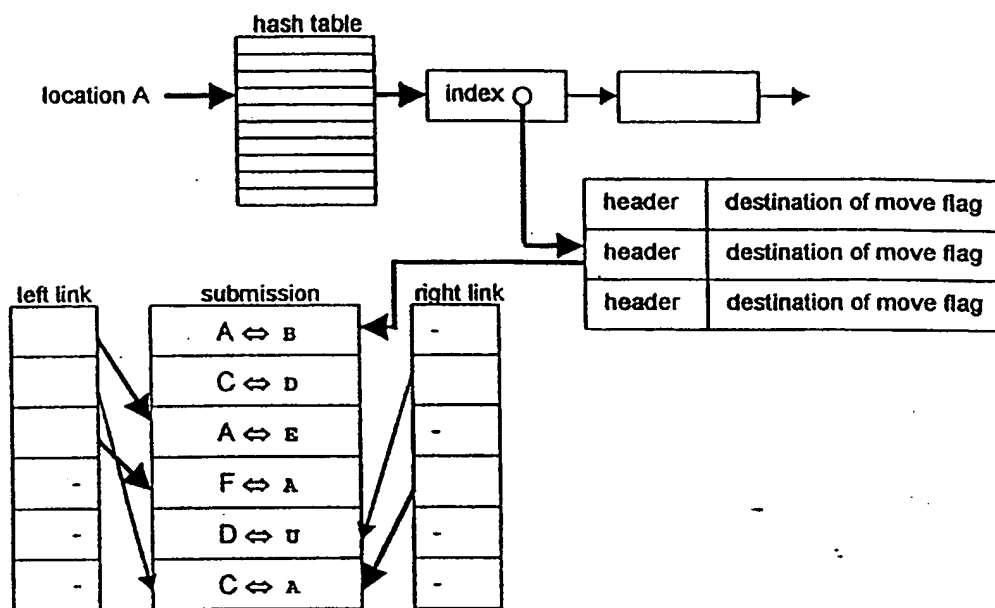 hash table
location A
index
header destination of move flag
header destination of move flag
header destination of move flag
left link submission right link
A ⇔ B -
C ⇔ D
A ⇔ E -
- F ⇔ A
- D ⇔ U -
- C ⇔ A -